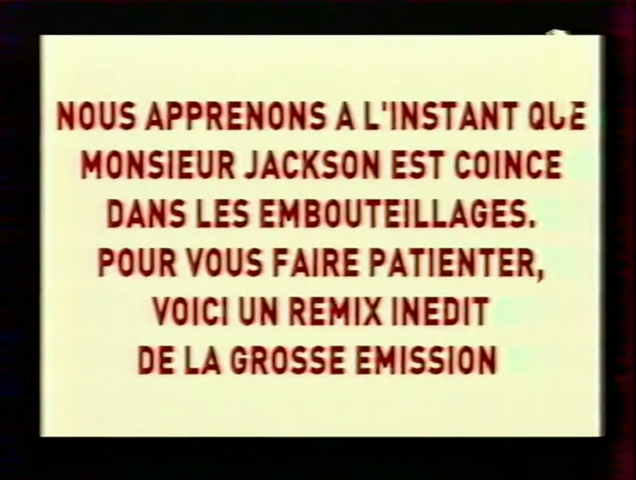 NOUS APPRENONS A L'INSTANT QUE
MONSIEUR JACKSON EST COINCE
DANS LES EMBOUTEILLAGES.
POUR VOUS FAIRE PATIENTER,
VOICI UN REMIX INEDIT
DE LA GROSSE EMISSION